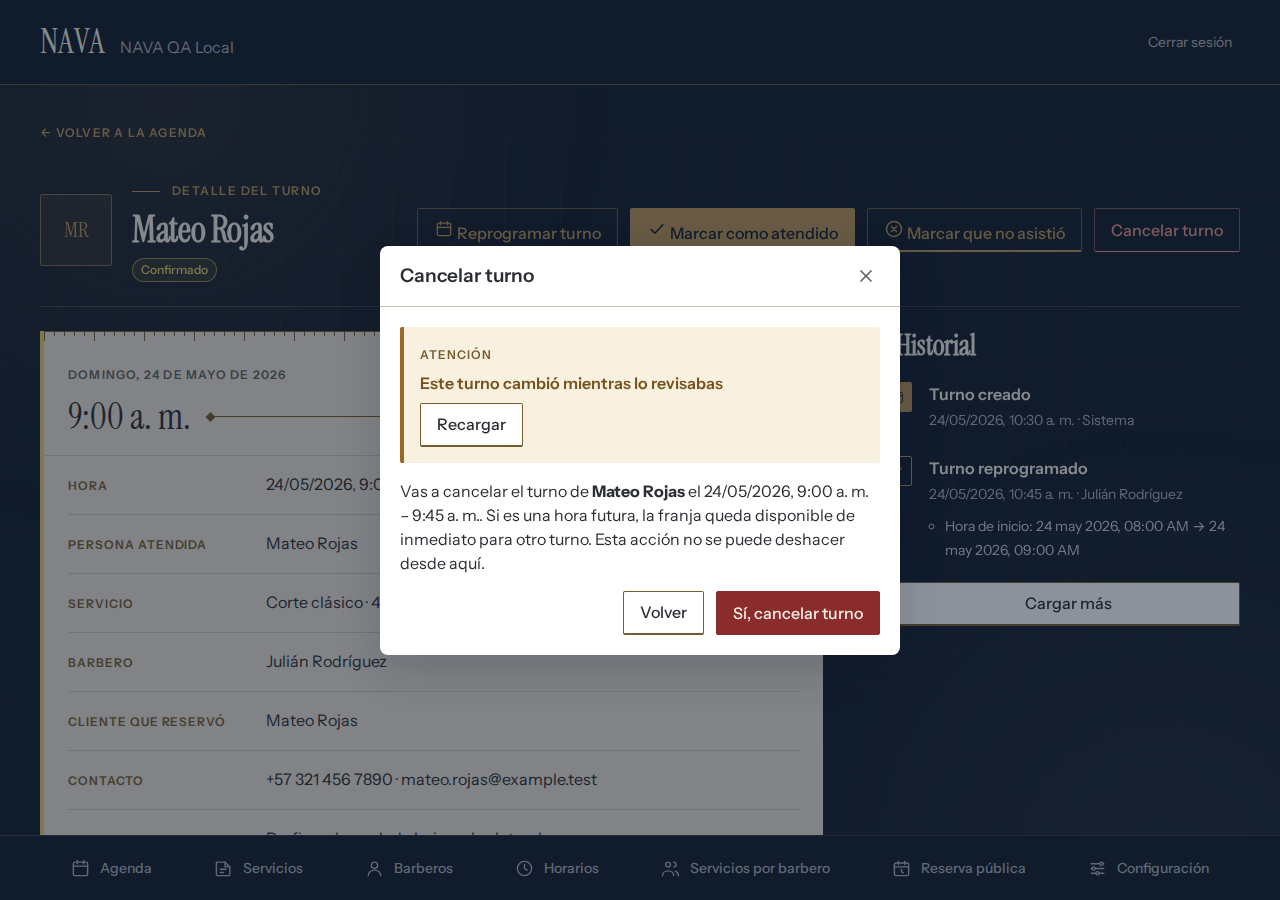 NAVA NAVA QA Local
Cerrar sesión
← VOLVER A LA AGENDA
MR
DETALLE DEL TURNO
Mateo Rojas
Confirmado
Reprogramar turno
Marcar como atendido
Marcar que no asistió
Cancelar turno
Cancelar turno
ATENCIÓN
Este turno cambió mientras lo revisabas
Recargar
Vas a cancelar el turno de Mateo Rojas el 24/05/2026, 9:00 a. m.
– 9:45 a. m.. Si es una hora futura, la franja queda disponible de
inmediato para otro turno. Esta acción no se puede deshacer
desde aquí.
Volver
Sí, cancelar turno
DOMINGO, 24 DE MAYO DE 2026
9:00 a. m.
HORA
24/05/2026, 9:0
PERSONA ATENDIDA
Mateo Rojas
SERVICIO
Corte clásico · 4
BARBERO
Julián Rodríguez
CLIENTE QUE RESERVÓ
Mateo Rojas
CONTACTO
+57 321 456 7890 · mateo.rojas@example.test
Historial
Turno creado
24/05/2026, 10:30 a. m. · Sistema
Turno reprogramado
24/05/2026, 10:45 a. m. · Julián Rodríguez
Hora de inicio: 24 may 2026, 08:00 AM → 24
may 2026, 09:00 AM
Cargar más
Agenda
Servicios
Barberos
Horarios
Servicios por barbero
Reserva pública
Configuración